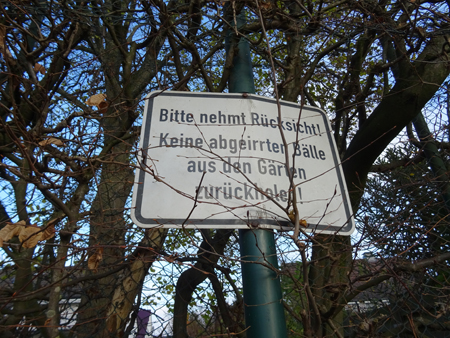 Bitte nehmt Rücksicht!
Keine abgeirrten Bälle
aus den Gärten
zurückholen!